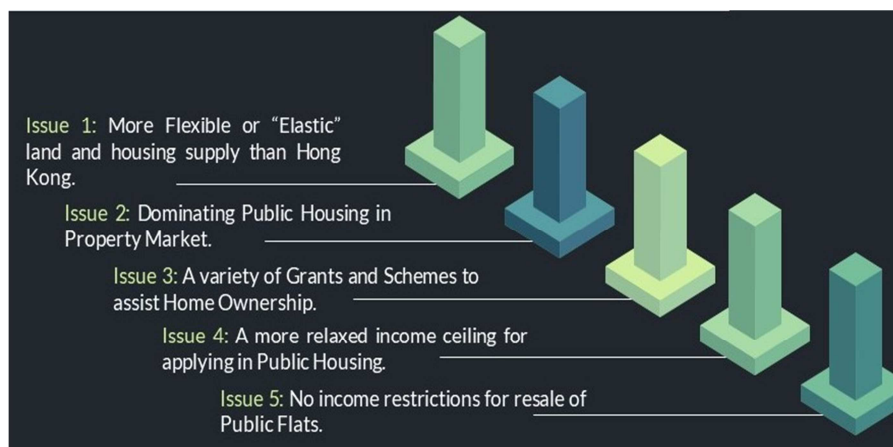 Issue 1: More Flexible or “Elastic”
land and housing supply than Hong
Kong.
Issue 2: Dominating Public Housing in
Property Market.
Issue 3: A variety of Grants and Schemes to
assist Home Ownership.
Issue 4: A more relaxed income ceiling for
applying in Public Housing.
Issue 5: No income restrictions for resale of
Public Flats.